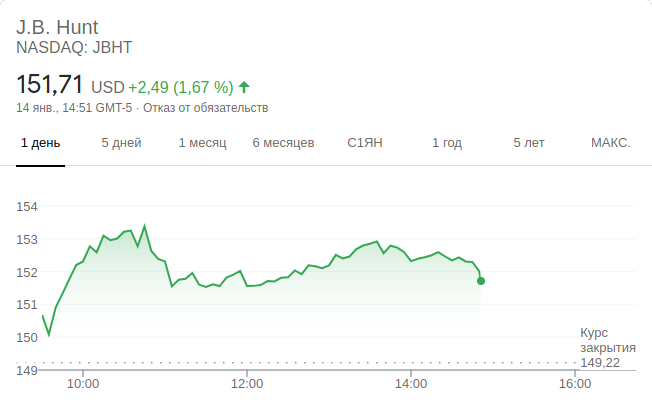 J.B. Hunt
NASDAQ: JBHT
151,71 USD +2,49 (1,67 %)
14 янв., 14:51 GMT-5 · Отказ от обязательств
1 день 5 дней 1 месяц 6 месяцев С1ЯН 1 год 5 лет МАКС.
154
153
152
151
150
149
Курс
закрытия
149,22
10:00 12:00 14:00 16:00